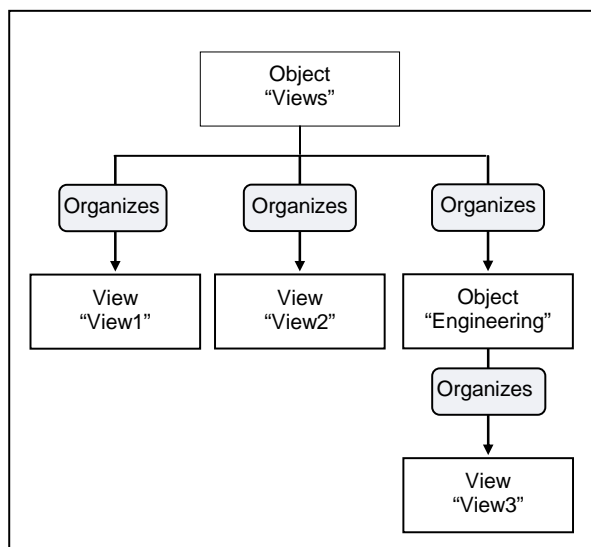 Object
“Views”
Organizes
Organizes
Organizes
View
“View1”
View
“View2”
Object
“Engineering”
Organizes
View
“View3”